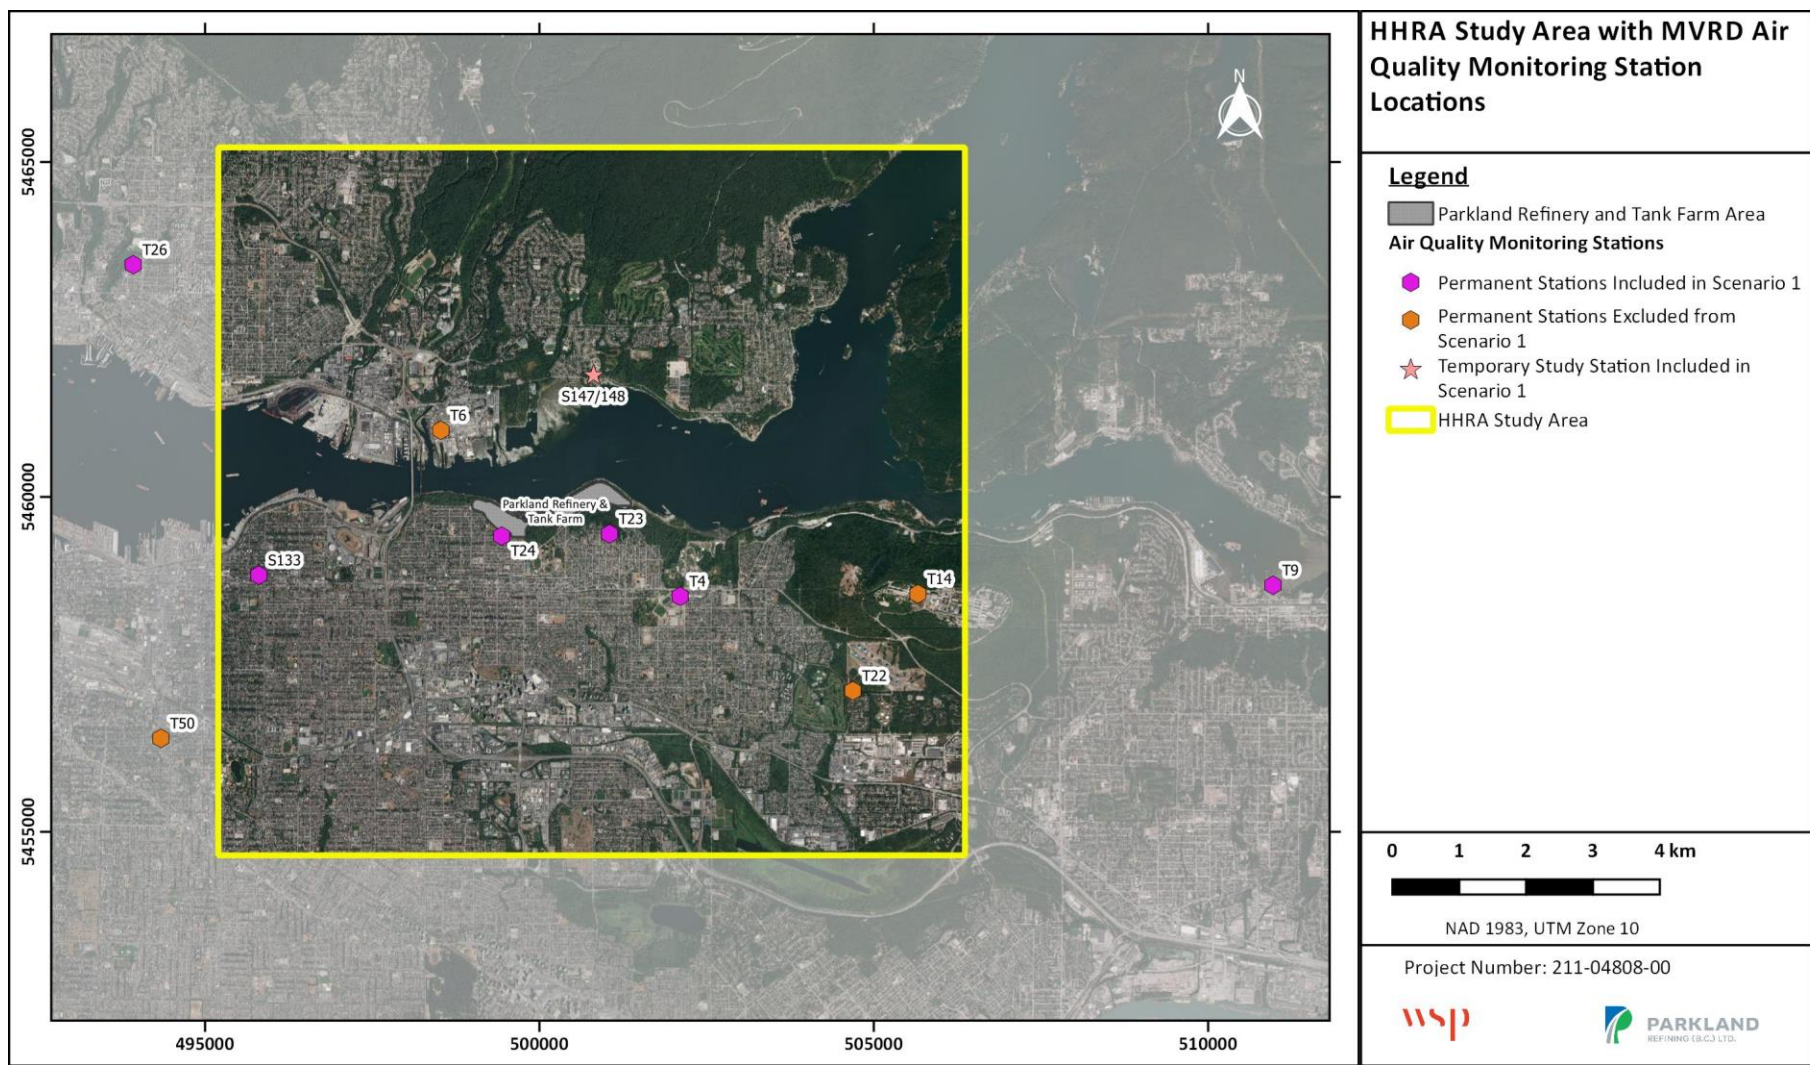 HHRA Study Area with MVRD Air
Quality Monitoring Station
Locations
Legend
Parkland Refinery and Tank Farm Area
Air Quality Monitoring Stations
Permanent Stations Included in Scenario 1
Permanent Stations Excluded from
Scenario 1
Temporary Study Station Included in
Scenario 1
HHRA Study Area
0 1 2 3 4 km
NAD 1983, UTM Zone 10
Project Number: 211-04808-00
wsp
PARKLAND
REFINING (B.C.) LTD.
N
5465000
5460000
5455000
495000
500000
505000
510000
T26
S147/148
T6
Parkland Refinery &
Tank Farm
T23
T24
S133
T4
T14
T9
T22
T50